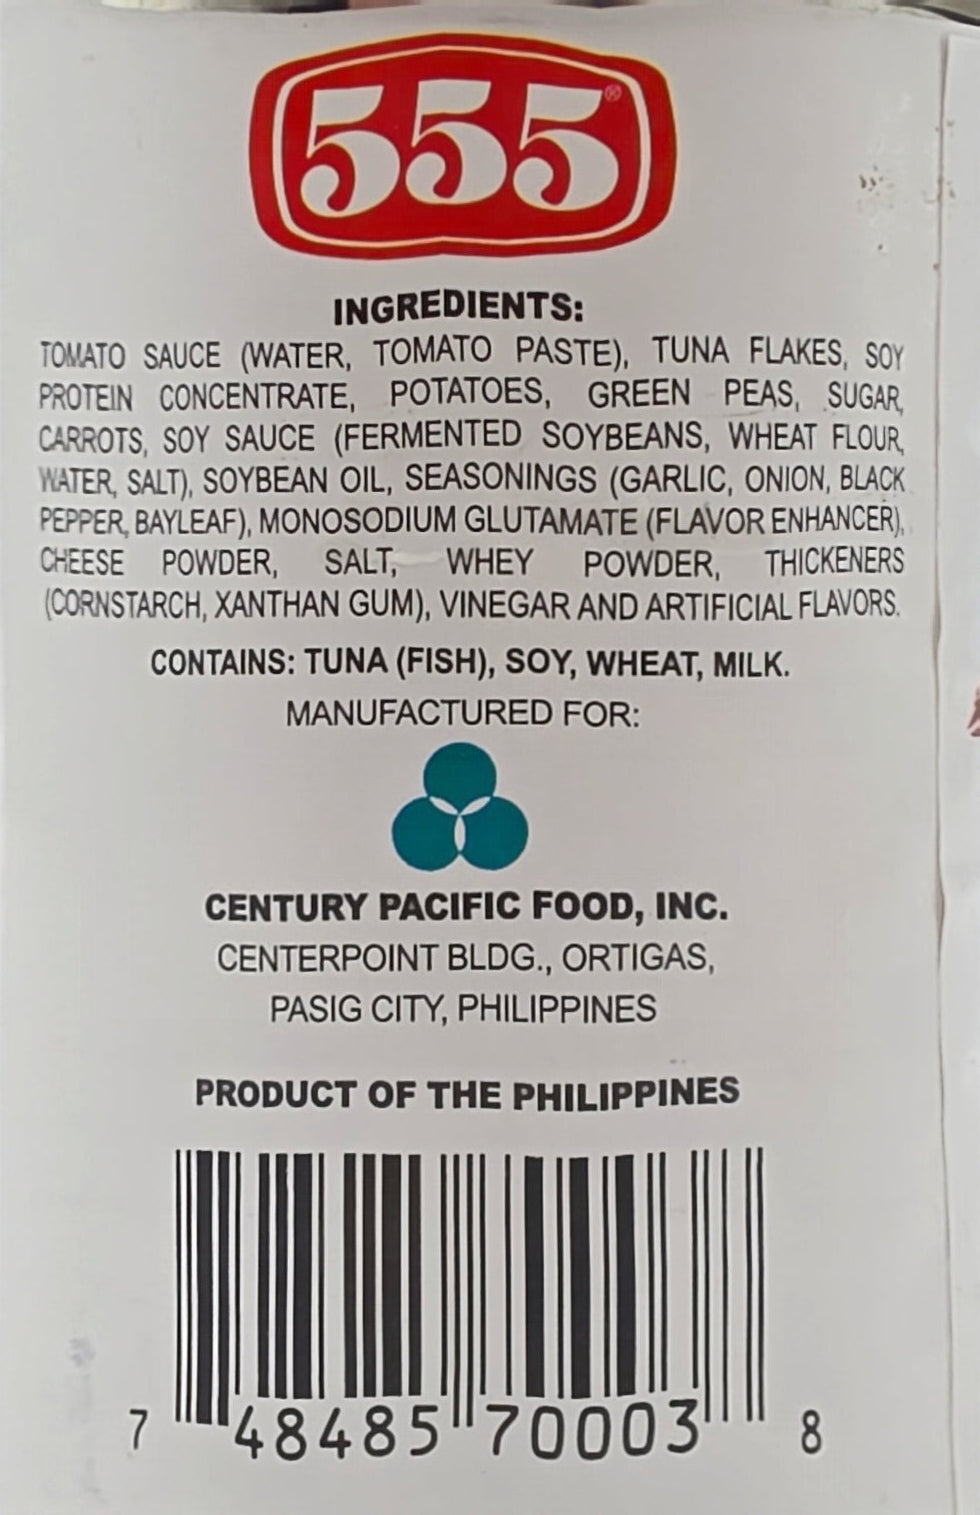 555®
INGREDIENTS:
TOMATO SAUCE (WATER, TOMATO PASTE), TUNA FLAKES, SOY
PROTEIN CONCENTRATE, POTATOES, GREEN PEAS, SUGAR,
CARROTS, SOY SAUCE (FERMENTED SOYBEANS, WHEAT FLOUR,
WATER, SALT), SOYBEAN OIL, SEASONINGS (GARLIC, ONION, BLACK
PEPPER, BAYLEAF), MONOSODIUM GLUTAMATE (FLAVOR ENHANCER),
CHEESE POWDER, SALT, WHEY POWDER, THICKENERS
(CORNSTARCH, XANTHAN GUM), VINEGAR AND ARTIFICIAL FLAVORS.
CONTAINS: TUNA (FISH), SOY, WHEAT, MILK.
MANUFACTURED FOR:
CENTURY PACIFIC FOOD, INC.
CENTERPOINT BLDG., ORTIGAS,
PASIG CITY, PHILIPPINES
PRODUCT OF THE PHILIPPINES
7 48485 70003 8